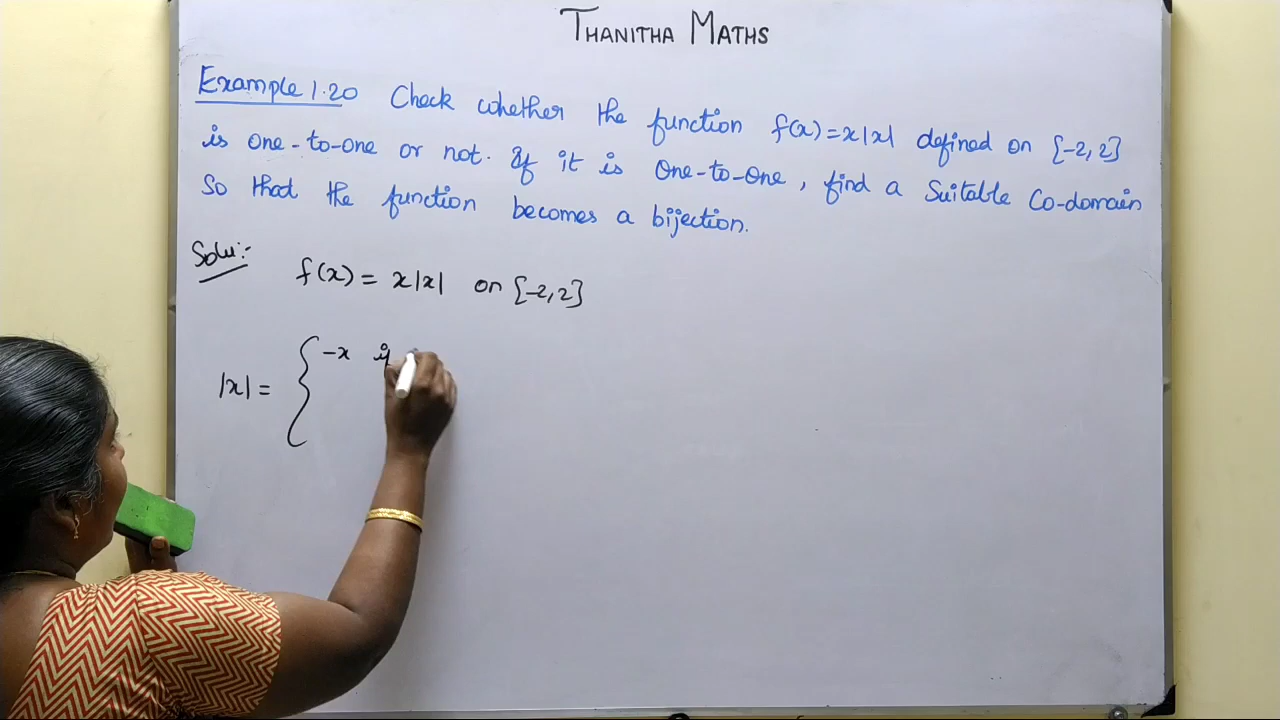 THANITHA MATHS
Example 1.20 Check whether the function f(x)=x|x| defined on [-2,2]
is one-to-one or not. If it is one-to-one, find a suitable Co-domain
So that the function becomes a bijection.
Solu:-
f(x) = x|x| on [-2,2]
|x| = { -x if